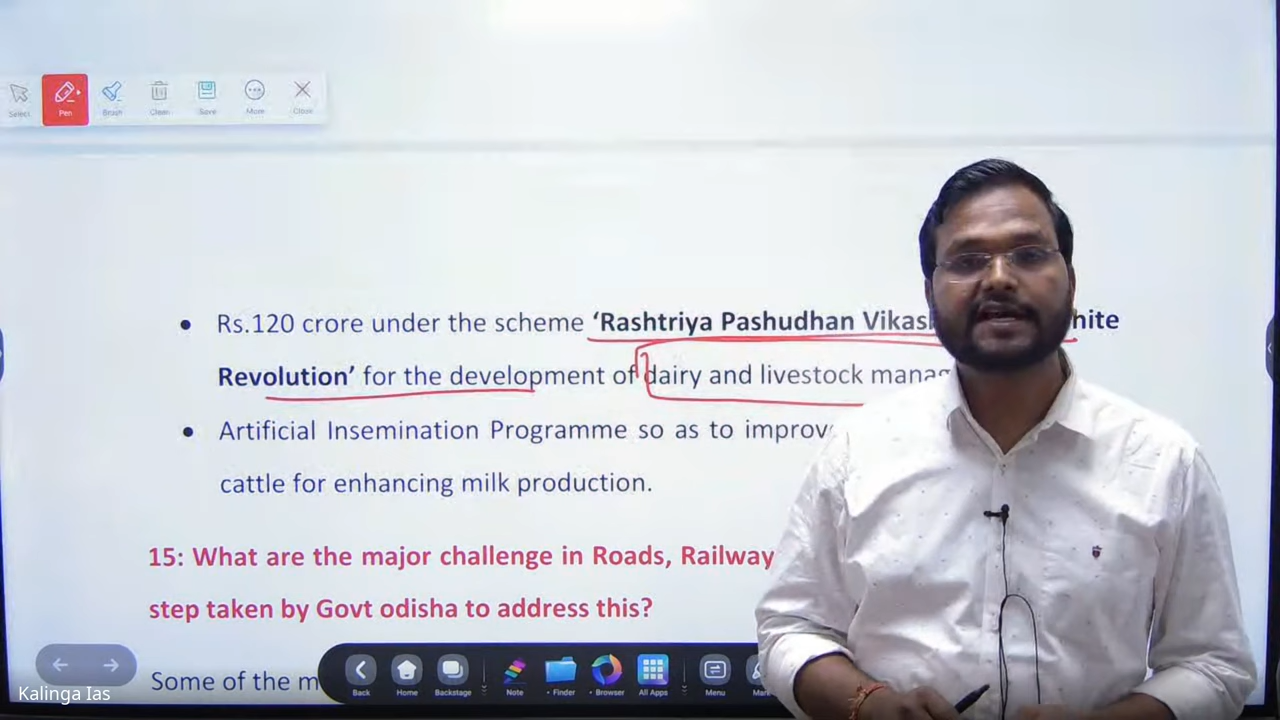 Select
Pen
Brush
Clean
Save
More
Close
• Rs.120 crore under the scheme ‘Rashtriya Pashudhan Vikas
Revolution’ for the development of dairy and livestock
• Artificial Insemination Programme so as to
cattle for enhancing milk production.
15: What are the major challenge in Roads, Railway
step taken by Govt odisha to address this?
Some of the
Back
Home
Backstage
Note
• Finder
• Browser
All Apps
Menu
Kalinga Ias